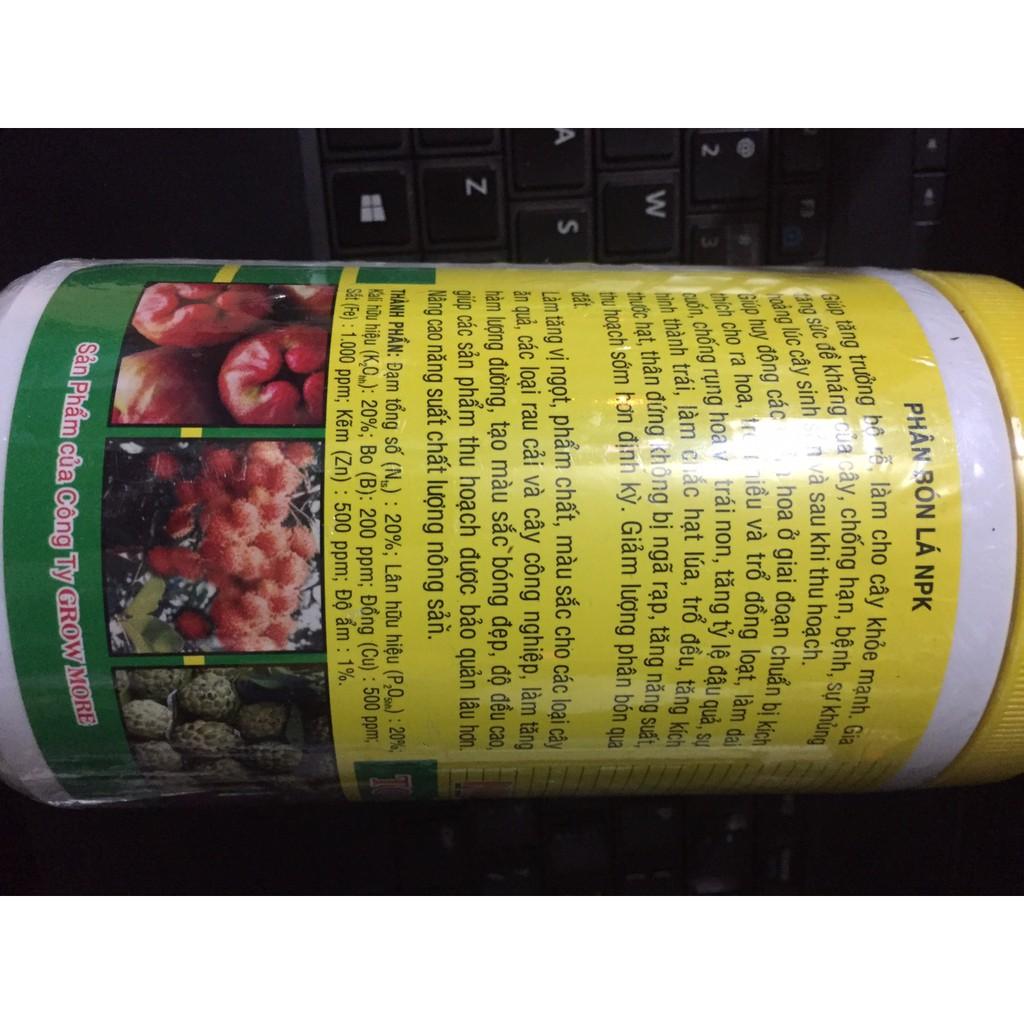 PHÂN BÓN LÁ NPK
Giúp tăng trưởng bộ rễ, làm cho cây khỏe mạnh. Gia
tăng sức đề kháng của cây, chống hạn, bệnh, sự khủng
hoảng lúc cây sinh sản và sau khi thu hoạch.
Giúp huy động các hoa ở giai đoạn chuẩn bị kích
thích cho ra hoa, nhiều và trổ đồng loạt, làm dai
cuốn, chống rụng hoa và trái non, tăng tỷ lệ đậu quả, sự
hình thành trái, làm chắc hạt lúa, trổ đều, tăng kích
thước hạt, thân đứng không bị ngã rạp, tăng năng suất,
thu hoạch sớm hơn định kỳ. Giảm lượng phân bón qua
đất.
Làm tăng vị ngọt, phẩm chất, màu sắc cho các loại cây
ăn quả, các loại rau cải và cây công nghiệp, làm tăng
hàm lượng đường, tạo màu sắc bóng đẹp, độ đều cao,
giúp các sản phẩm thu hoạch được bảo quản lâu hơn.
Nâng cao năng suất chất lượng nông sản.
THÀNH PHẦN: Đạm tổng số (Nts) : 20%; Lân hữu hiệu (P2O5hh) : 20%;
Kali hữu hiệu (K2Ohh): 20%; Bo (B): 200 ppm; Đồng (Cu) : 500 ppm;
Sắt (Fe) : 1.000 ppm; Kẽm (Zn) : 500 ppm; Độ ẩm : 1%.
Sản Phẩm của Công Ty GROW MORE
A
Z
S
W
2
3